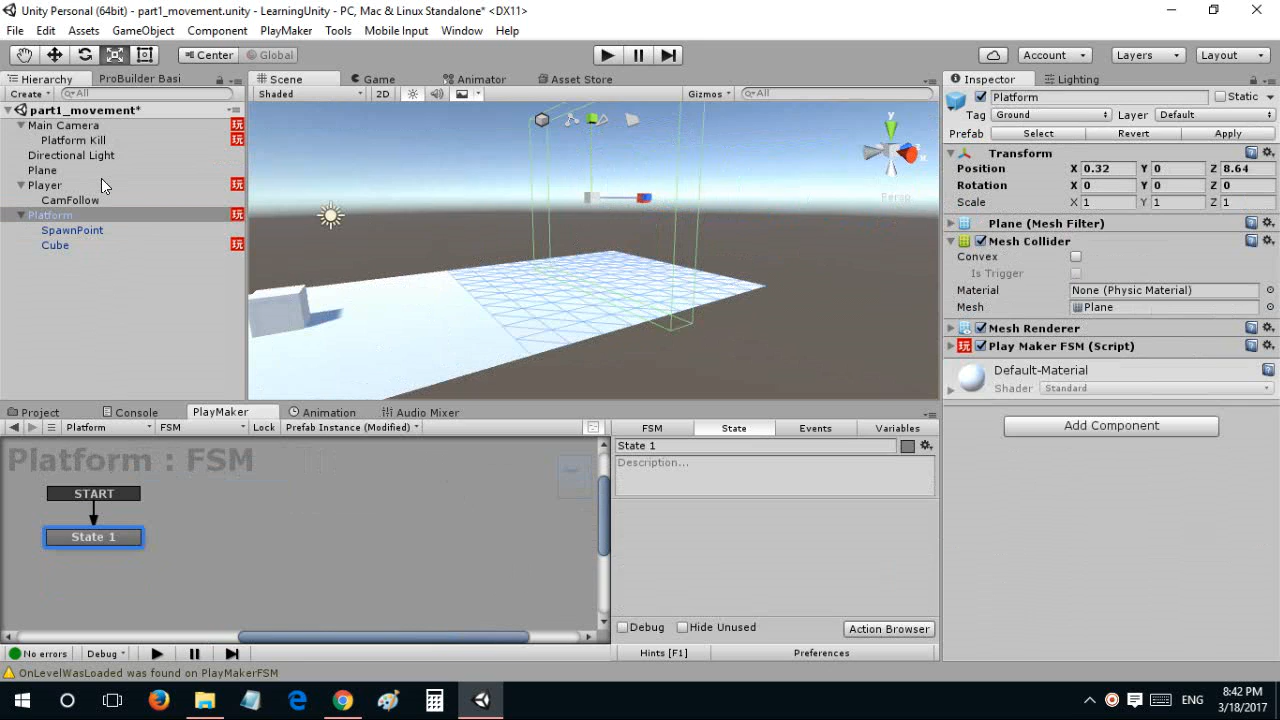 Unity Personal (64bit) - part1_movement.unity - LearningUnity - PC, Mac & Linux Standalone* <DX11>
File Edit Assets GameObject Component PlayMaker Tools Mobile Input Window Help
Center Global Account Layers Layout
Hierarchy ProBuilder Basi Scene Game Animator Asset Store Inspector Lighting
Create All Shaded 2D Gizmos All Platform Static
part1_movement* Tag Ground Layer Default
Main Camera 玩
Platform Kill 玩 Prefab Select Revert Apply
Directional Light Transform
Plane Position X 0.32 Y 0 Z 8.64
Player 玩 Rotation X 0 Y 0 Z 0
CamFollow Scale X 1 Y 1 Z 1
Platform 玩 Persp
SpawnPoint Plane (Mesh Filter)
Cube 玩 Mesh Collider
Convex
Is Trigger
Material None (Physic Material)
Mesh Plane
Mesh Renderer
玩 Play Maker FSM (Script)
Default-Material
Shader Standard
Add Component
Project Console PlayMaker Animation Audio Mixer
Platform FSM Lock Prefab Instance (Modified) FSM State Events Variables
Platform : FSM State 1
Description...
START
State 1
Debug Hide Unused Action Browser
No errors Debug Hints [F1] Preferences
OnLevelWasLoaded was found on PlayMakerFSM
ENG 8:42 PM
3/18/2017
y